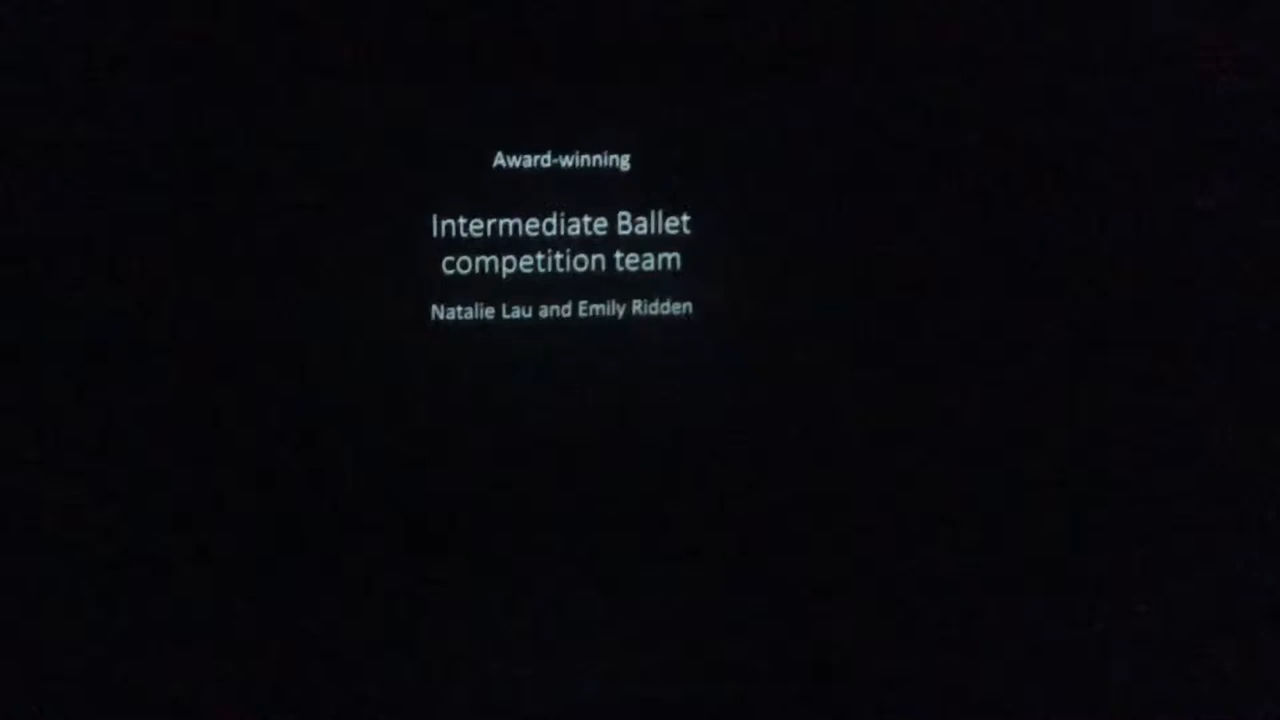 Award-winning
Intermediate Ballet
competition team
Natalie Lau and Emily Ridden